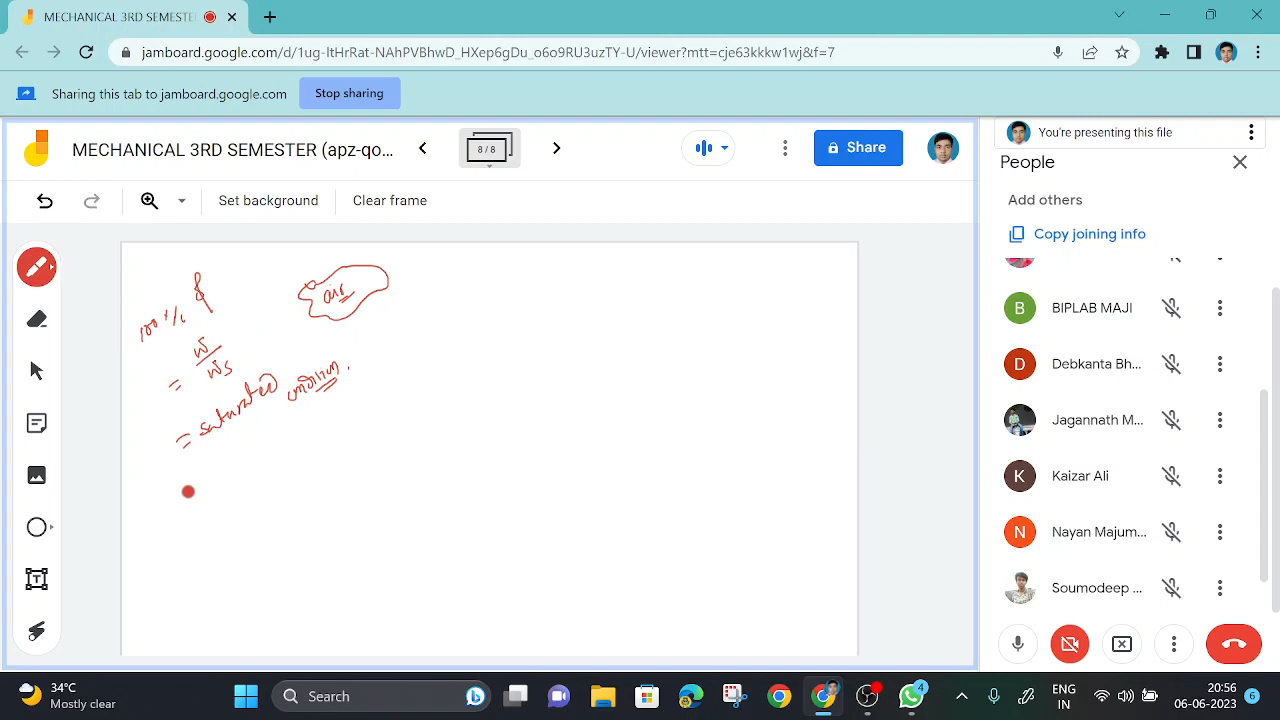 MECHANICAL 3RD SEMESTE
jamboard.google.com/d/1ug-ltHrRat-NAhPVBhwD_HXep6gDu_o6o9RU3uzTY-U/viewer?mtt=cje63kkkw1wj&f=7
Sharing this tab to jamboard.google.com
Stop sharing
MECHANICAL 3RD SEMESTER (apz-qo...
8 / 8
Share
Set background
Clear frame
100 %
air
= w
ws
= saturated condition.
You're presenting this file
People
Add others
Copy joining info
B
BIPLAB MAJI
D
Debkanta Bh...
Jagannath M...
K
Kaizar Ali
N
Nayan Majum...
Soumodeep ...
34°C
Mostly clear
Search
4
ENG
IN
20:56
06-06-2023
6